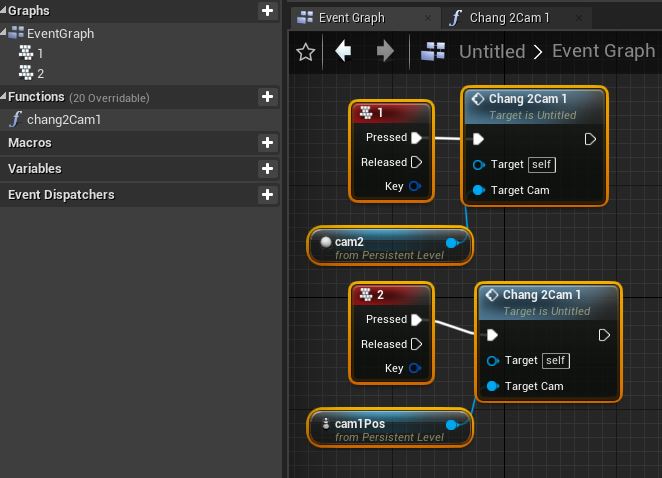 Graphs
EventGraph
1
2
Functions (20 Overridable)
f chang2Cam1
Macros
Variables
Event Dispatchers
Event Graph
f Chang 2Cam 1
Untitled > Event Graph
1
Pressed
Released
Key
Chang 2Cam 1
Target is Untitled
Target self
Target Cam
cam2
from Persistent Level
2
Pressed
Released
Key
Chang 2Cam 1
Target is Untitled
Target self
Target Cam
cam1Pos
from Persistent Level